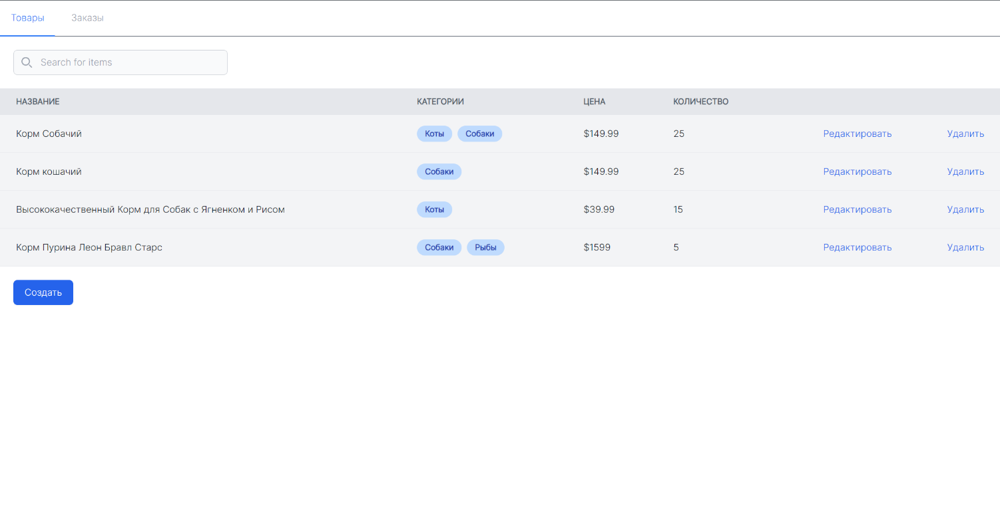 Товары Заказы
Search for items
НАЗВАНИЕ КАТЕГОРИИ ЦЕНА КОЛИЧЕСТВО
Корм Собачий Коты Собаки $149.99 25 Редактировать Удалить
Корм кошачий Собаки $149.99 25 Редактировать Удалить
Высококачественный Корм для Собак с Ягненком и Рисом Коты $39.99 15 Редактировать Удалить
Корм Пурина Леон Бравл Старс Собаки Рыбы $1599 5 Редактировать Удалить
Создать